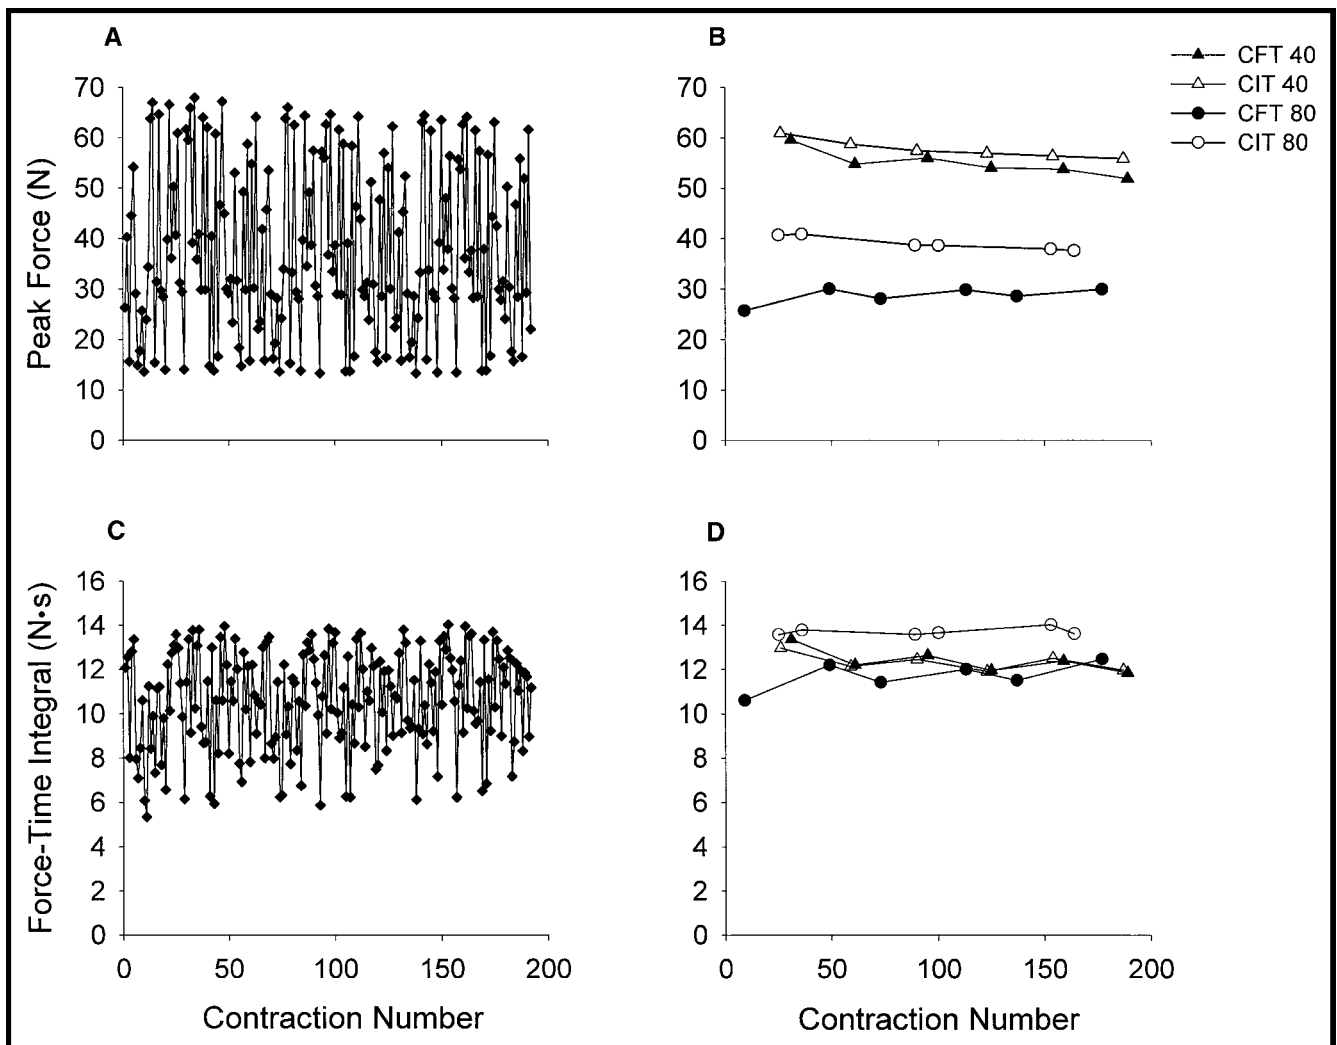 A
B
CFT 40
CIT 40
CFT 80
CIT 80
Peak Force (N)
70
60
50
40
30
20
10
0
70
60
50
40
30
20
10
0
C
D
Force-Time Integral (N•s)
16
14
12
10
8
6
4
2
0
16
14
12
10
8
6
4
2
0
0 50 100 150 200
0 50 100 150 200
Contraction Number
Contraction Number